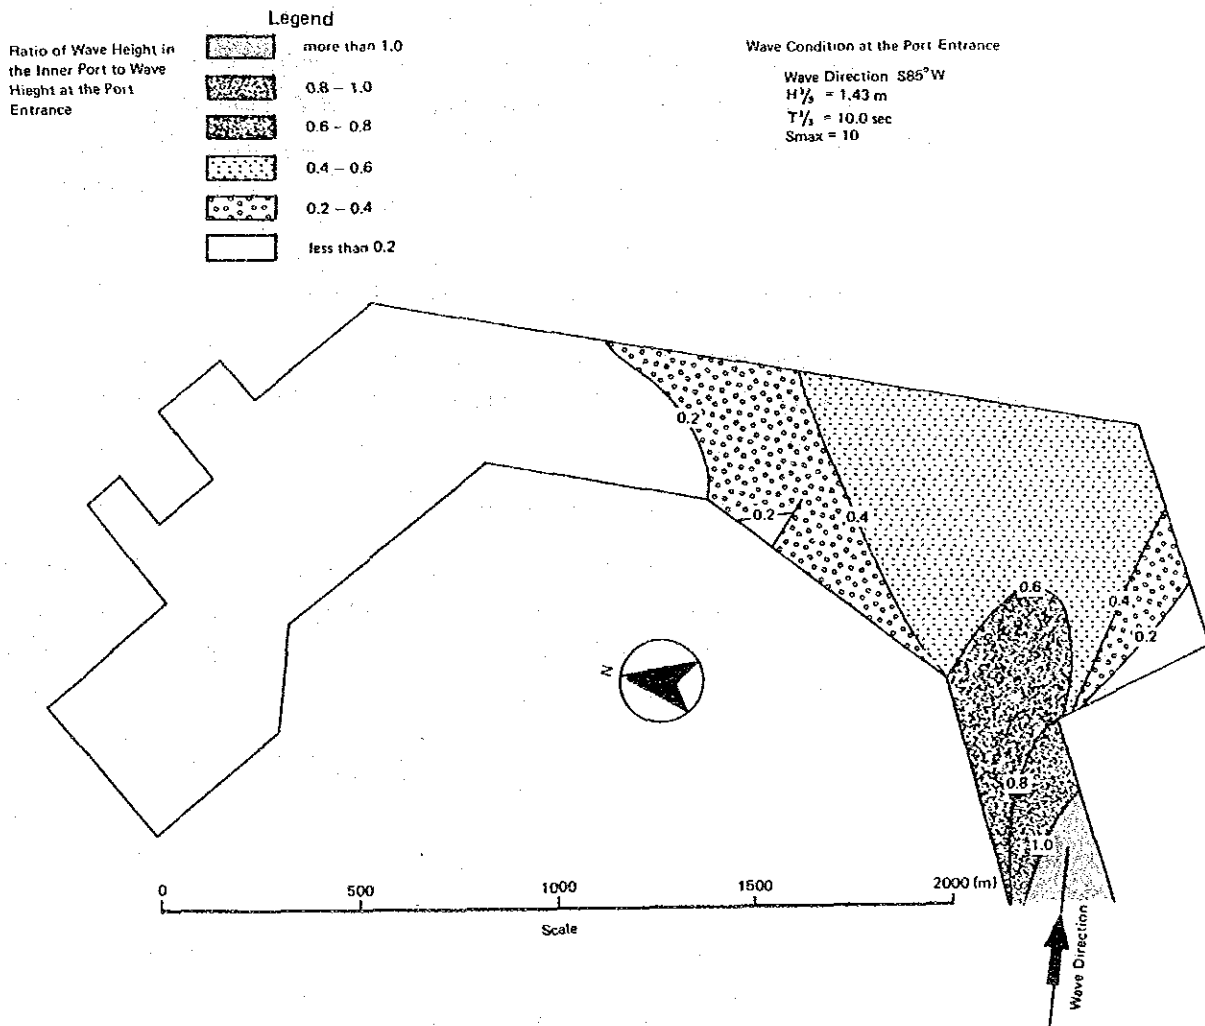 Legend
Ratio of Wave Height in
the Inner Port to Wave
Hieght at the Port
Entrance
more than 1.0
0.8 – 1.0
0.6 – 0.8
0.4 – 0.6
0.2 – 0.4
less than 0.2
Wave Condition at the Port Entrance
Wave Direction S85°W
H⅓ = 1.43 m
T⅓ = 10.0 sec
Smax = 10
0.2
0.2
0.4
0.6
0.4
0.2
N
0.8
1.0
0
500
1000
1500
2000 (m)
Scale
Wave Direction